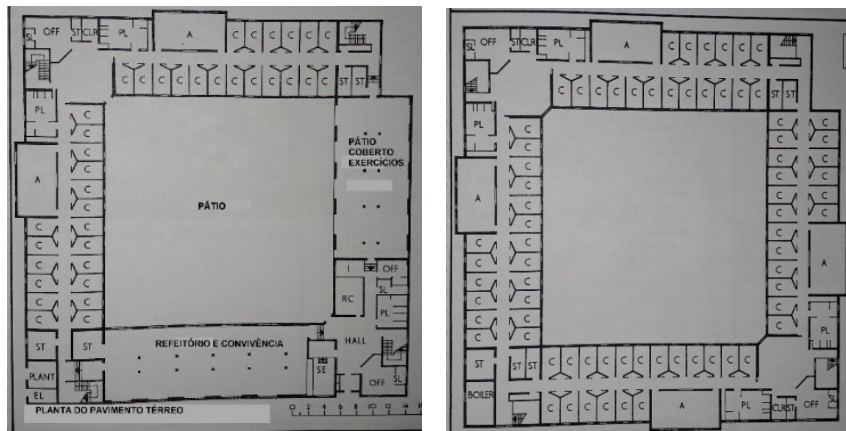 SL OFF ST CLR PL A C C C C C C C C
C C C C C C C C C C C C ST ST
PL
C
C
C
A
C
C
C
C
C
C C
C C
C C
C C
C C
C C
C C
ST ST
PLANT
EL
PÁTIO
PÁTIO
COBERTO
EXERCÍCIOS
I OFF
RC
SL
PL
HALL
REFEITÓRIO E CONVIVÊNCIA
SE
OFF SL
PLANTA DO PAVIMENTO TÉRREO
0 2 4 6 8 10 14
SL OFF ST CLR PL A C C C C C C C C
C C C C C C C C C C C C ST ST
PL
A
C C
C C
C C
C C
C C
C C
C C
A
PL
ST ST ST
C C C C C C C C C C C C
BOILER
C C C C C C
A
PL
CLR ST OFF SL